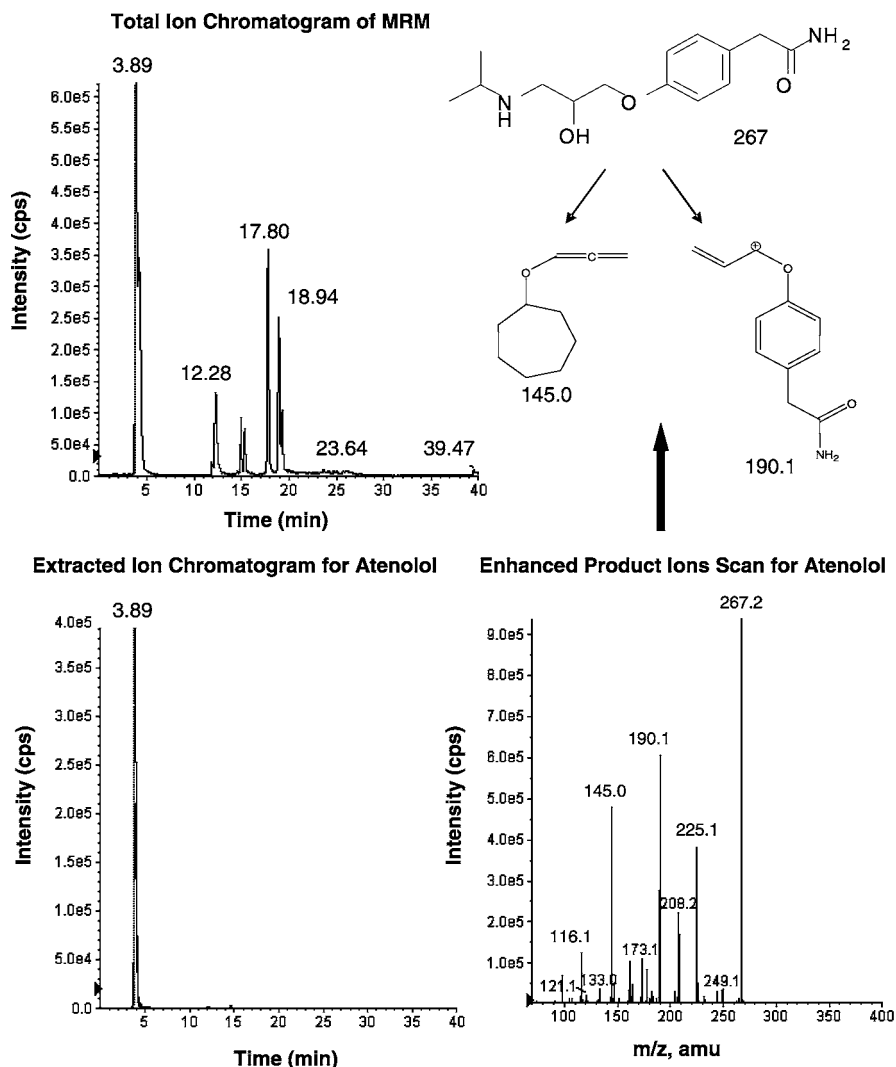 Total Ion Chromatogram of MRM
3.89
6.0e5
5.5e5
5.0e5
4.5e5
4.0e5
3.5e5
3.0e5
2.5e5
2.0e5
1.5e5
1.0e5
5.0e4
0.0
Intensity (cps)
17.80
18.94
12.28
23.64
39.47
5 10 15 20 25 30 35 40
Time (min)
N
H
OH
O
NH2
O
267
O
C
145.0
+
O
O
NH2
190.1
Extracted Ion Chromatogram for Atenolol
3.89
4.0e5
3.5e5
3.0e5
2.5e5
2.0e5
1.5e5
1.0e5
5.0e4
0.0
Intensity (cps)
5 10 15 20 25 30 35 40
Time (min)
Enhanced Product Ions Scan for Atenolol
267.2
9.0e5
8.0e5
7.0e5
6.0e5
5.0e5
4.0e5
3.0e5
2.0e5
1.0e5
Intensity (cps)
190.1
145.0
225.1
208.2
116.1
173.1
121.1
133.0
249.1
100 150 200 250 300 350 400
m/z, amu